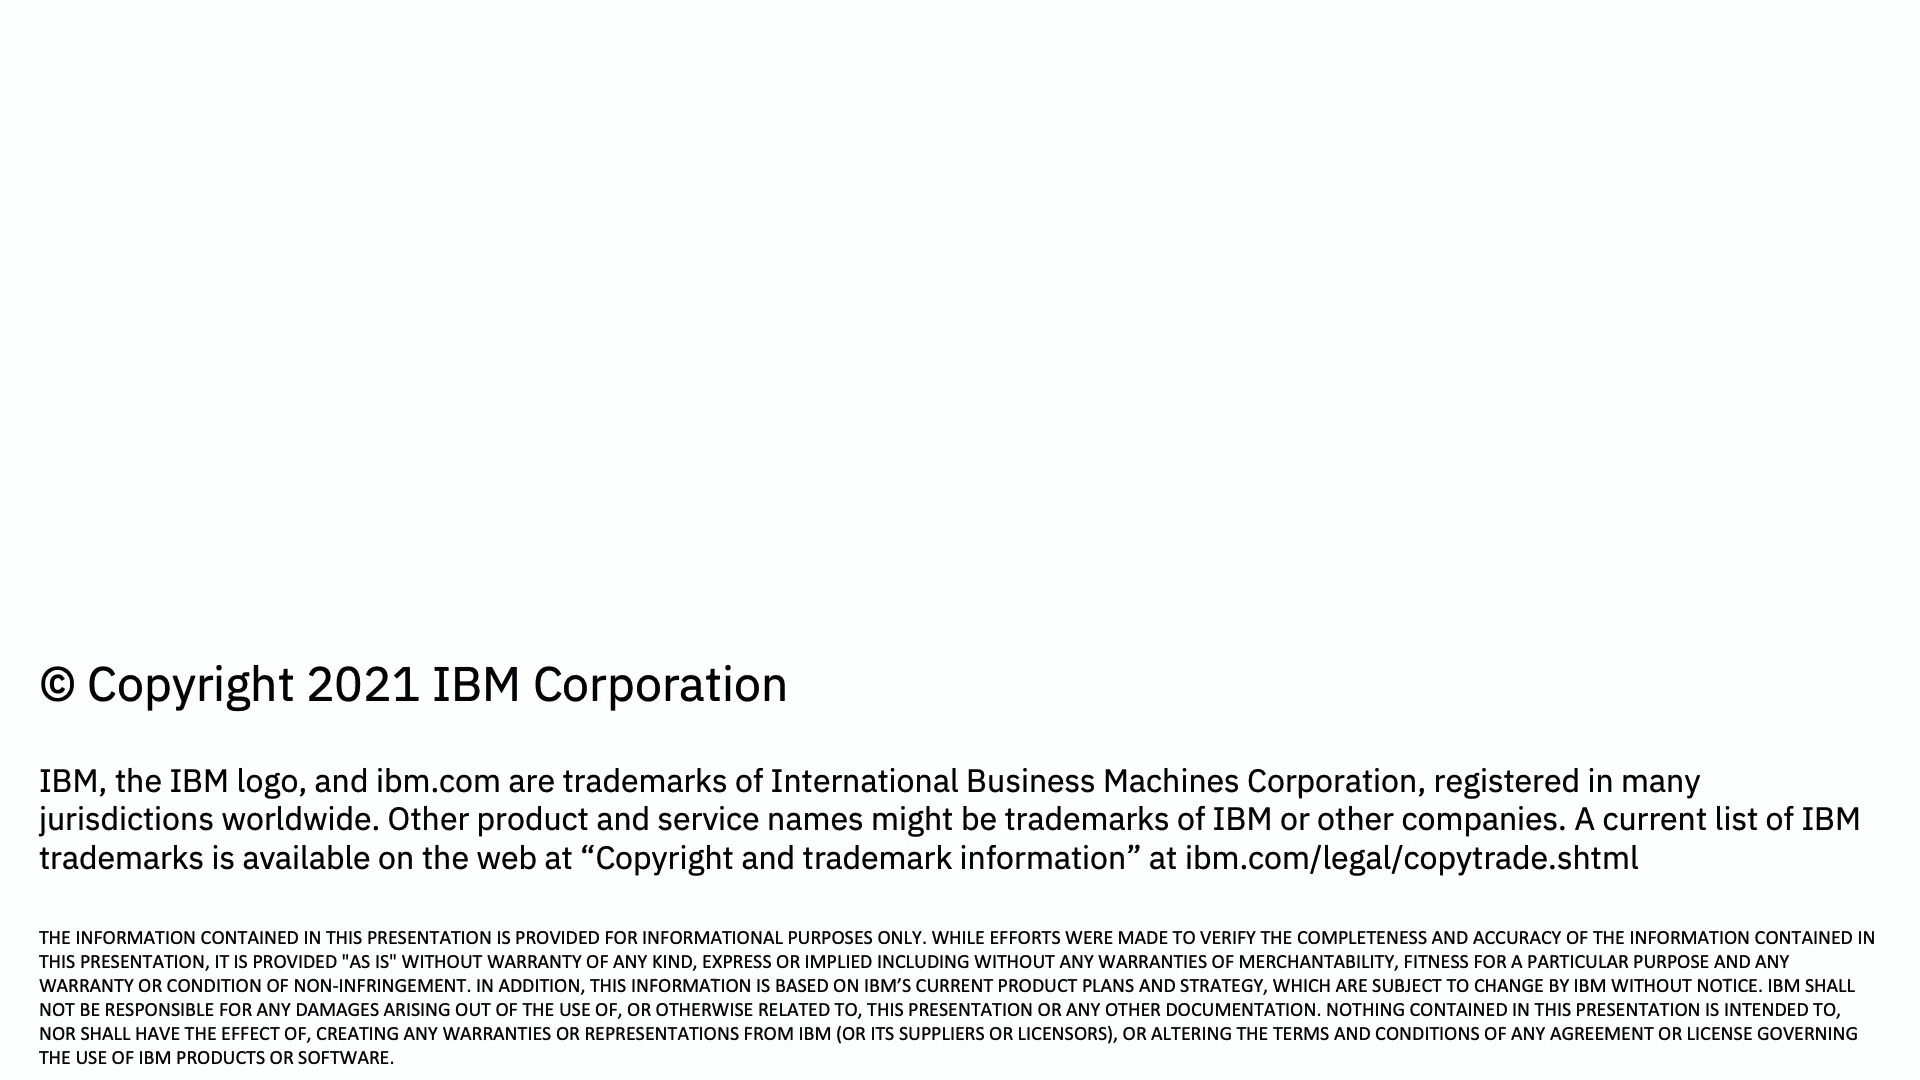 © Copyright 2021 IBM Corporation
IBM, the IBM logo, and ibm.com are trademarks of International Business Machines Corporation, registered in many
jurisdictions worldwide. Other product and service names might be trademarks of IBM or other companies. A current list of IBM
trademarks is available on the web at “Copyright and trademark information” at ibm.com/legal/copytrade.shtml
THE INFORMATION CONTAINED IN THIS PRESENTATION IS PROVIDED FOR INFORMATIONAL PURPOSES ONLY. WHILE EFFORTS WERE MADE TO VERIFY THE COMPLETENESS AND ACCURACY OF THE INFORMATION CONTAINED IN
THIS PRESENTATION, IT IS PROVIDED "AS IS" WITHOUT WARRANTY OF ANY KIND, EXPRESS OR IMPLIED INCLUDING WITHOUT ANY WARRANTIES OF MERCHANTABILITY, FITNESS FOR A PARTICULAR PURPOSE AND ANY
WARRANTY OR CONDITION OF NON-INFRINGEMENT. IN ADDITION, THIS INFORMATION IS BASED ON IBM’S CURRENT PRODUCT PLANS AND STRATEGY, WHICH ARE SUBJECT TO CHANGE BY IBM WITHOUT NOTICE. IBM SHALL
NOT BE RESPONSIBLE FOR ANY DAMAGES ARISING OUT OF THE USE OF, OR OTHERWISE RELATED TO, THIS PRESENTATION OR ANY OTHER DOCUMENTATION. NOTHING CONTAINED IN THIS PRESENTATION IS INTENDED TO,
NOR SHALL HAVE THE EFFECT OF, CREATING ANY WARRANTIES OR REPRESENTATIONS FROM IBM (OR ITS SUPPLIERS OR LICENSORS), OR ALTERING THE TERMS AND CONDITIONS OF ANY AGREEMENT OR LICENSE GOVERNING
THE USE OF IBM PRODUCTS OR SOFTWARE.